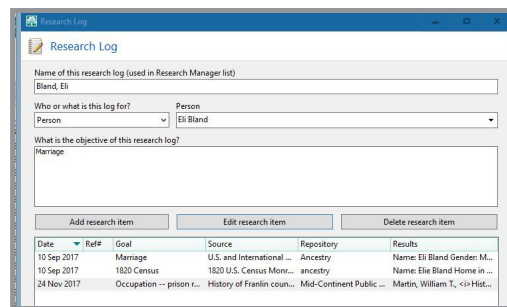 Research Log
Research Log
Name of this research log (used in Research Manager list)
Bland, Eli
Who or what is this log for? Person
Person Eli Bland
What is the objective of this research log?
Marriage
Add research item Edit research item Delete research item
Date Ref# Goal Source Repository Results
10 Sep 2017 Marriage U.S. and International ... Ancestry Name: Eli Bland Gender: M...
10 Sep 2017 1820 Census 1820 U.S. Census Monr... ancestry Name: Elie Bland Home in ...
24 Nov 2017 Occupation -- prison r... History of Franlin coun... Mid-Continent Public ... Martin, William T., <i>Hist...